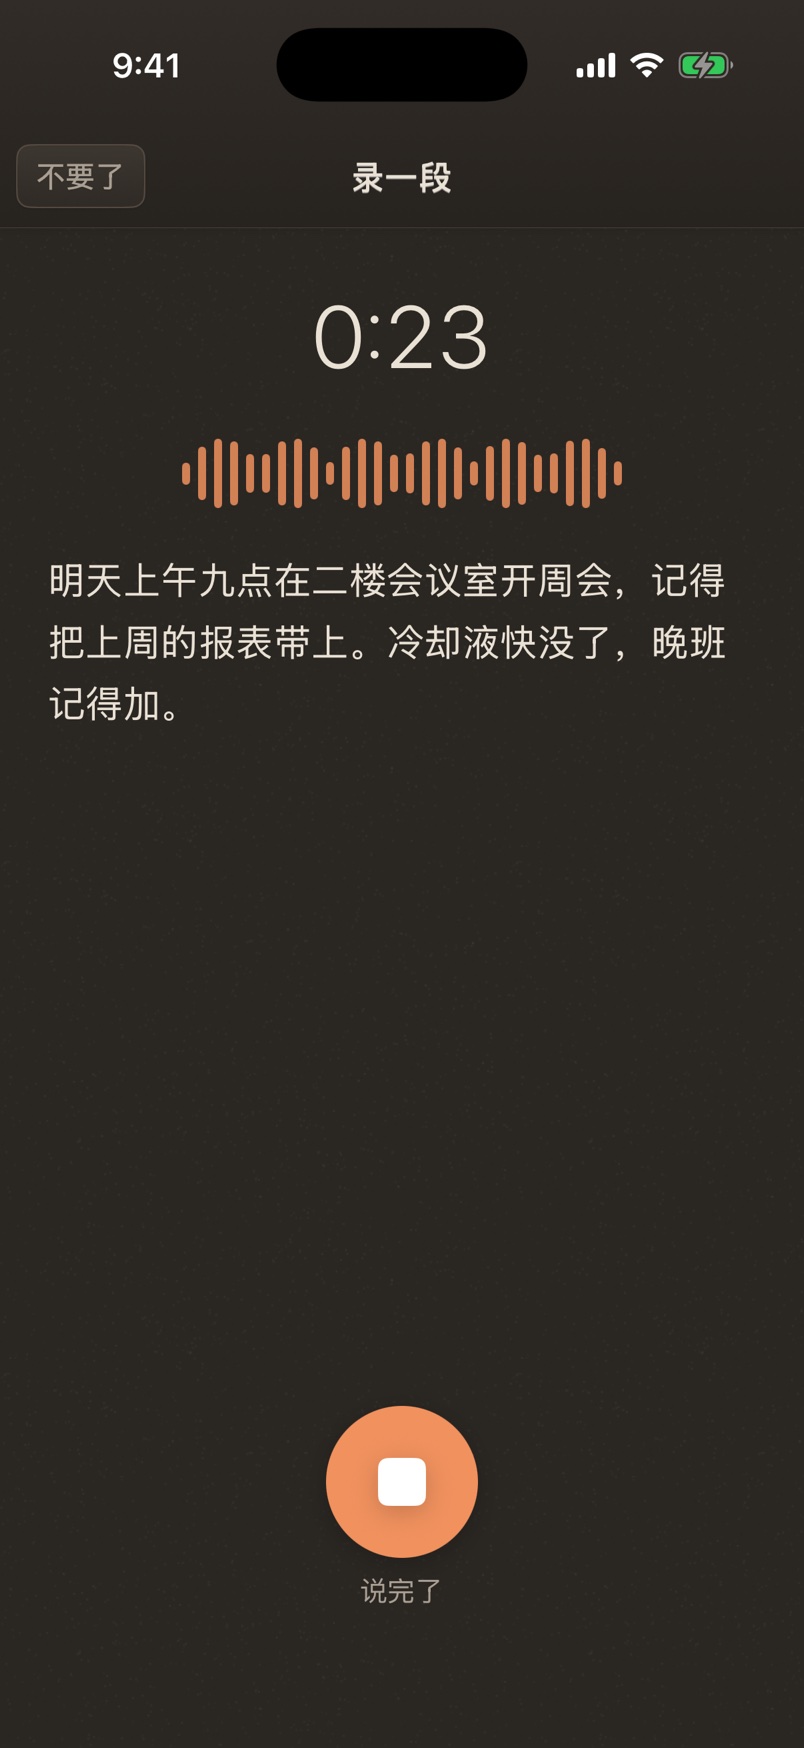 9:41
不要了
录一段
0:23
明天上午九点在二楼会议室开周会，记得
把上周的报表带上。冷却液快没了，晚班
记得加。
说完了